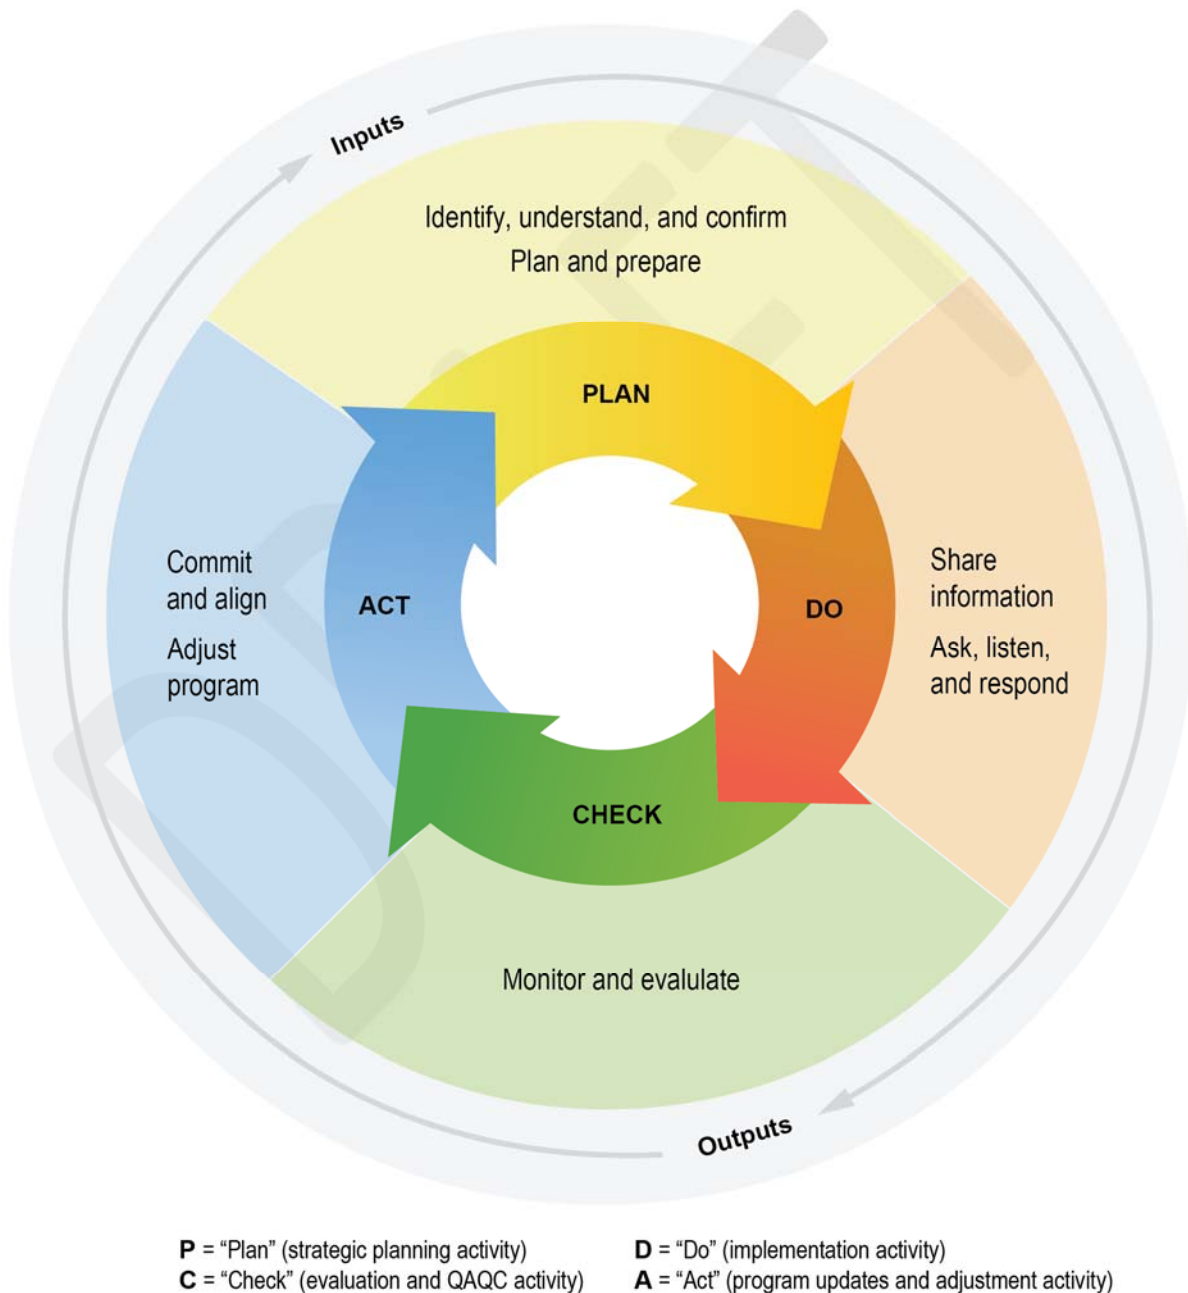 Inputs
Identify, understand, and confirm
Plan and prepare
PLAN
Commit
and align
Adjust
program
ACT
DO
Share
information
Ask, listen,
and respond
CHECK
Monitor and evalulate
Outputs
P = “Plan” (strategic planning activity)
D = “Do” (implementation activity)
C = “Check” (evaluation and QAQC activity)
A = “Act” (program updates and adjustment activity)
DRAFT